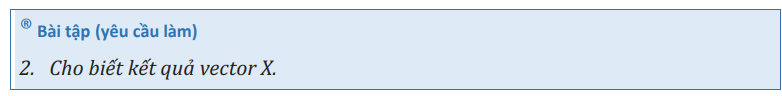 ® Bài tập (yêu cầu làm)
2. Cho biết kết quả vector X.